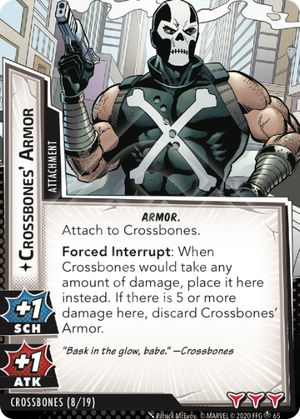 CROSSBONES' ARMOR
ATTACHMENT
ARMOR.
Attach to Crossbones.
Forced Interrupt: When
Crossbones would take any
amount of damage, place it here
instead. If there is 5 or more
damage here, discard Crossbones'
Armor.
"Bask in the glow, babe." —Crossbones
+1
SCH
+1
ATK
CROSSBONES (8/19)
Patrick McEvoy. © MARVEL © 2020 FFG 65